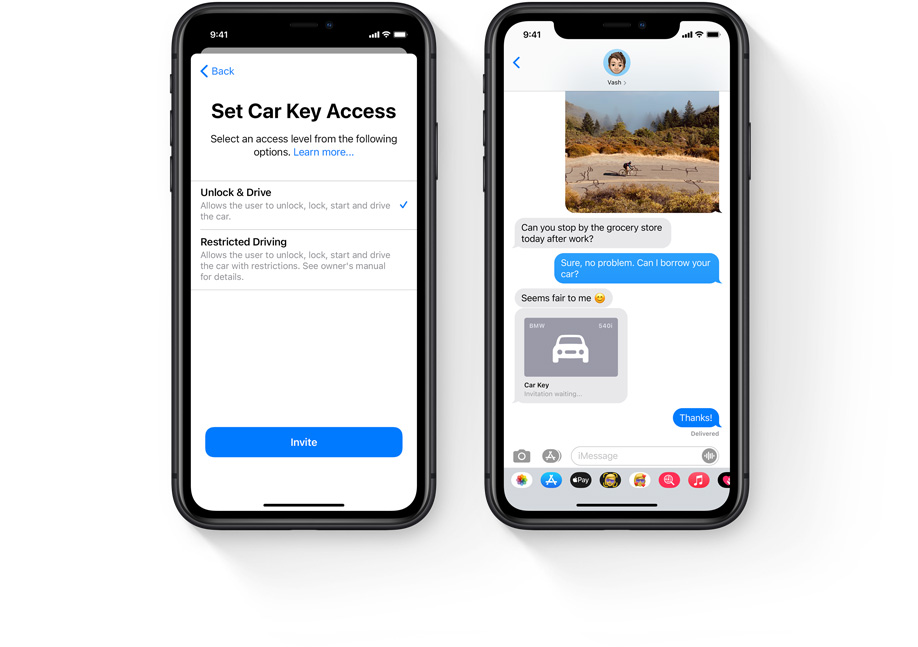 9:41
Back
Set Car Key Access
Select an access level from the following
options. Learn more...
Unlock & Drive
Allows the user to unlock, lock, start and drive
the car.
Restricted Driving
Allows the user to unlock, lock, start and drive
the car with restrictions. See owner's manual
for details.
Invite
9:41
Vash
Can you stop by the grocery store
today after work?
Sure, no problem. Can I borrow your
car?
Seems fair to me 😊
BMW 540i
Car Key
Invitation waiting...
Thanks!
Delivered
iMessage
Pay